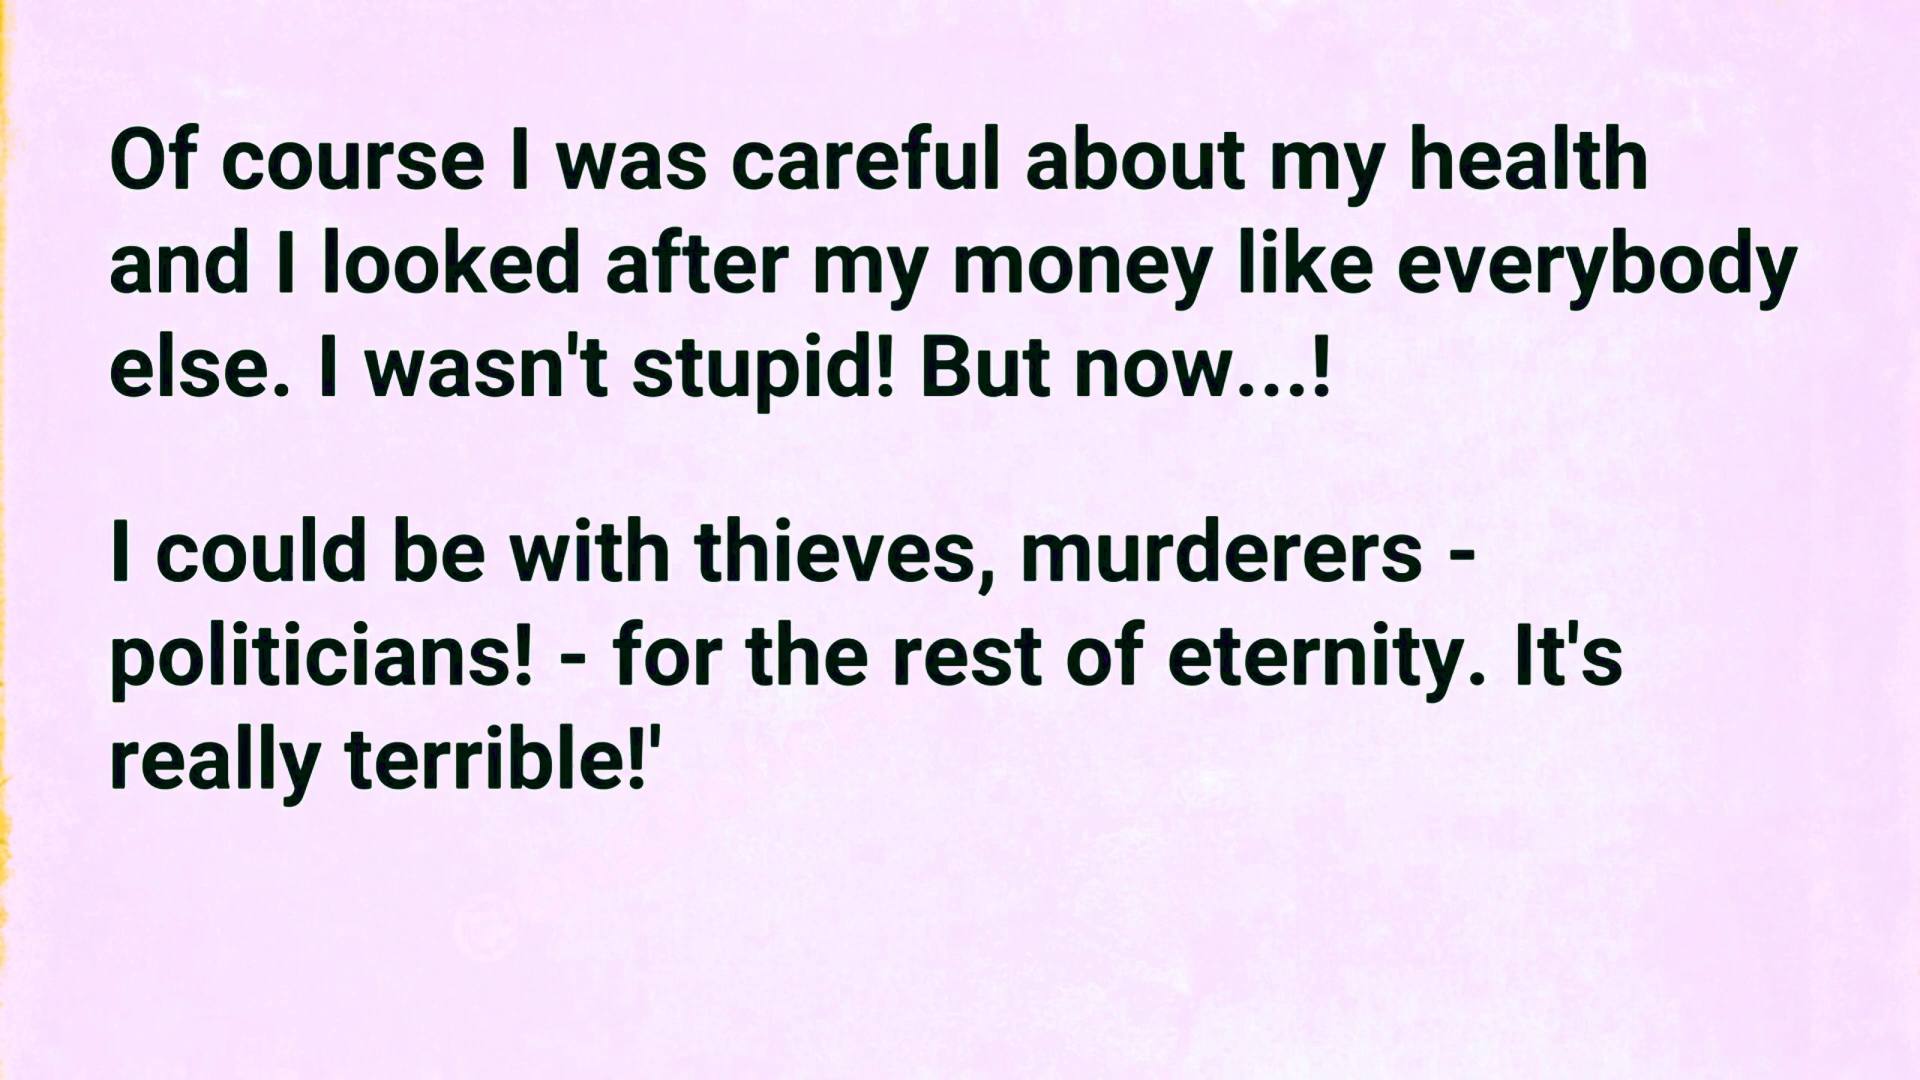 Of course I was careful about my health
and I looked after my money like everybody
else. I wasn't stupid! But now...!
I could be with thieves, murderers -
politicians! - for the rest of eternity. It's
really terrible!'